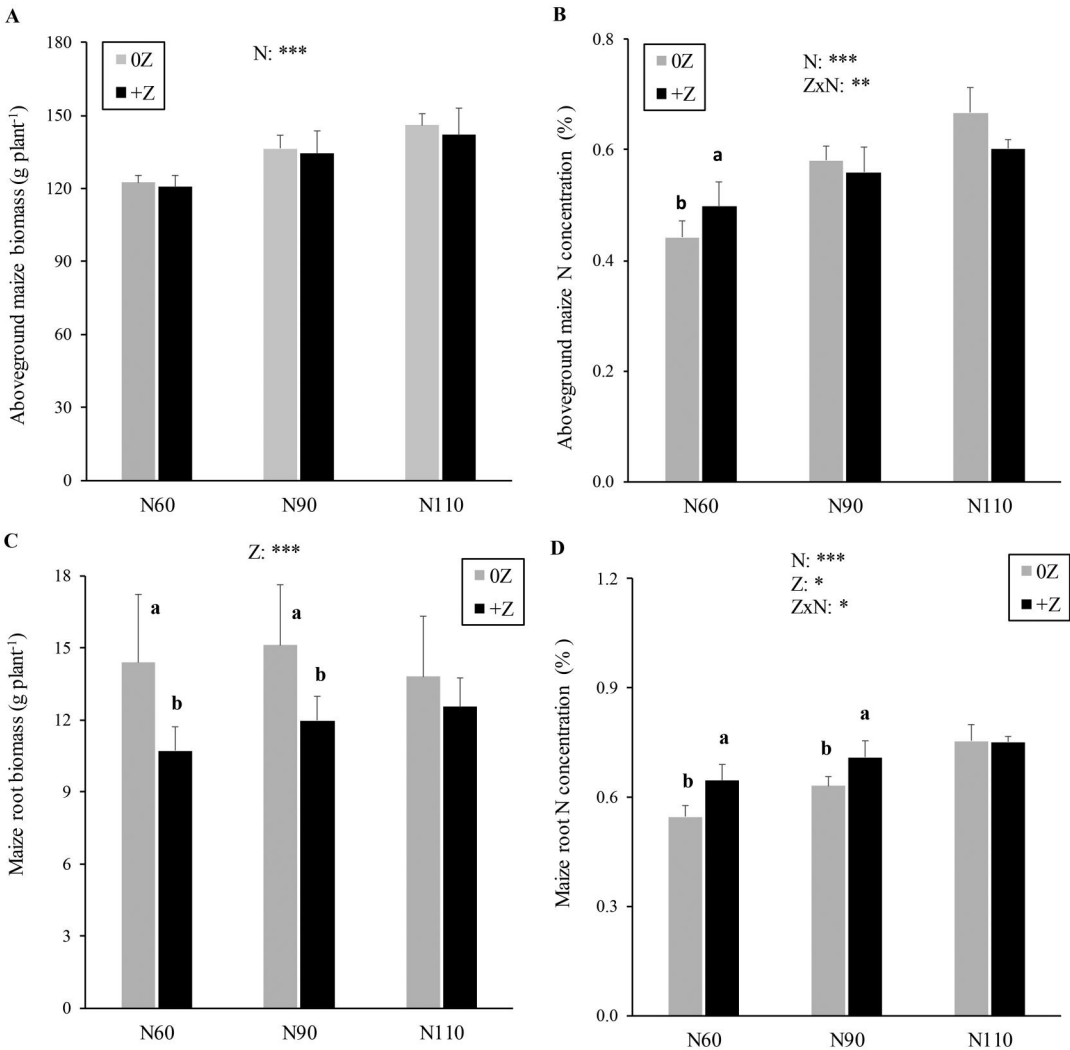 A
Aboveground maize biomass (g plant⁻¹)
180
150
120
90
60
30
0
0Z
+Z
N: ***
N60
N90
N110
B
Aboveground maize N concentration (%)
0.8
0.6
0.4
0.2
0.0
0Z
+Z
N: ***
ZxN: **
b
a
N60
N90
N110
C
Maize root biomass (g plant⁻¹)
18
15
12
9
6
3
0
Z: ***
0Z
+Z
a
b
a
b
N60
N90
N110
D
Maize root N concentration (%)
1.2
0.9
0.6
0.3
0.0
N: ***
Z: *
ZxN: *
0Z
+Z
b
a
b
a
N60
N90
N110